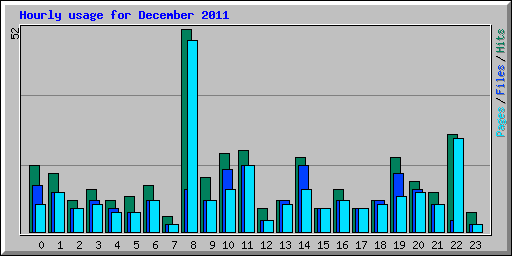 Hourly usage for December 2011
52
Pages / Files / Hits
0 1 2 3 4 5 6 7 8 9 10 11 12 13 14 15 16 17 18 19 20 21 22 23